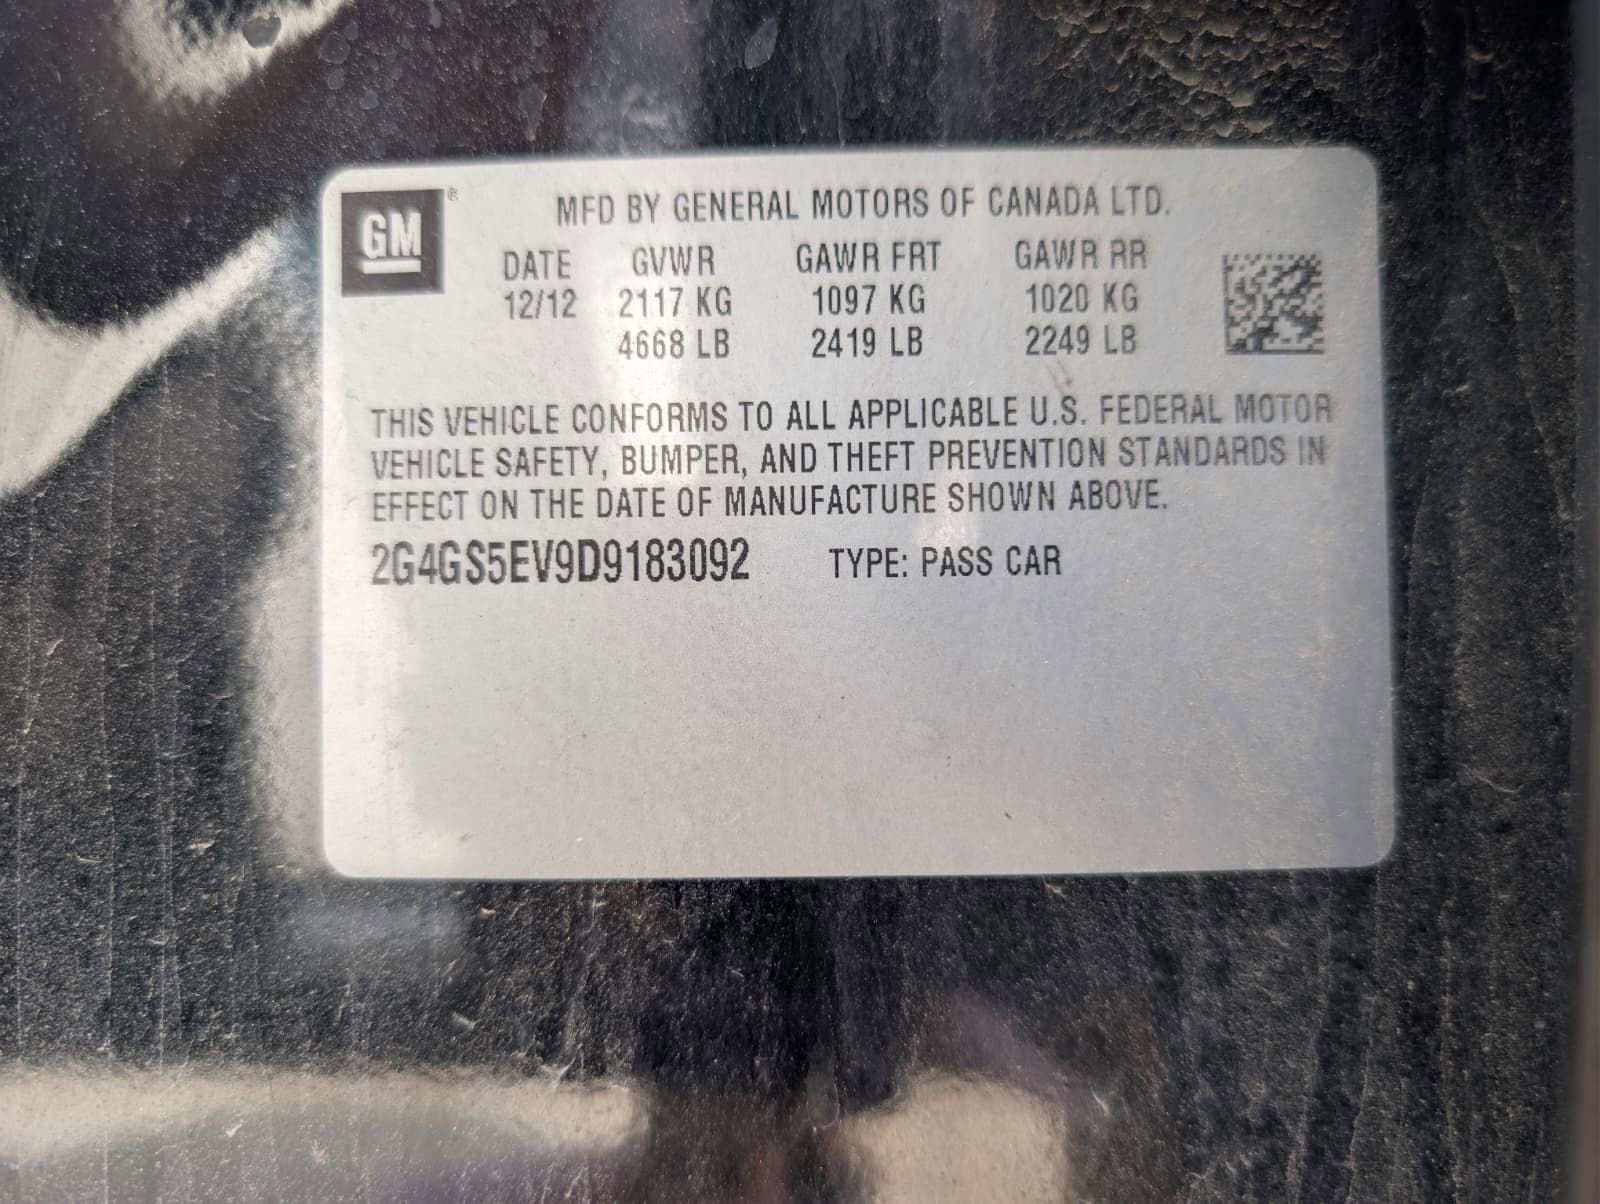 GM®
MFD BY GENERAL MOTORS OF CANADA LTD.
DATE GVWR GAWR FRT GAWR RR
12/12 2117 KG 1097 KG 1020 KG
4668 LB 2419 LB 2249 LB
THIS VEHICLE CONFORMS TO ALL APPLICABLE U.S. FEDERAL MOTOR
VEHICLE SAFETY, BUMPER, AND THEFT PREVENTION STANDARDS IN
EFFECT ON THE DATE OF MANUFACTURE SHOWN ABOVE.
2G4GS5EV9D9183092 TYPE: PASS CAR